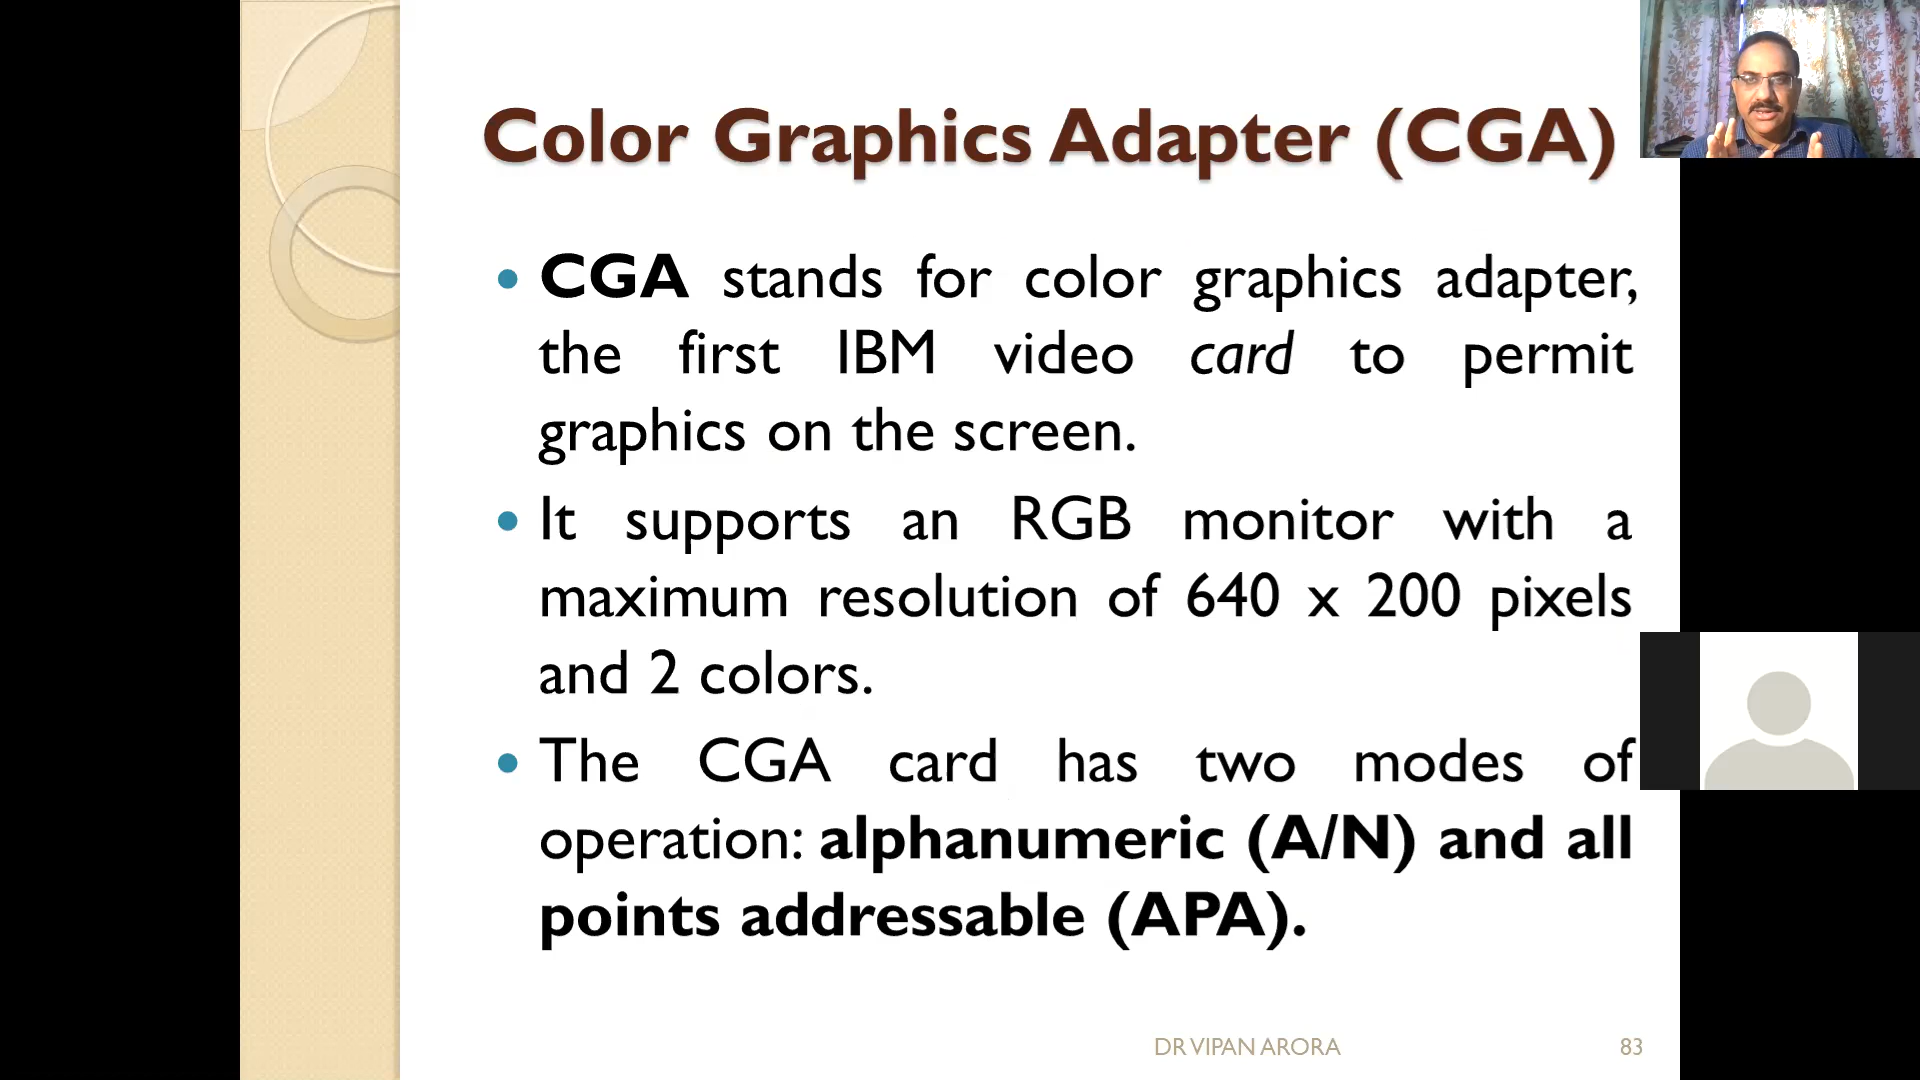 Color Graphics Adapter (CGA)
• CGA stands for color graphics adapter,
the first IBM video card to permit
graphics on the screen.
• It supports an RGB monitor with a
maximum resolution of 640 x 200 pixels
and 2 colors.
• The CGA card has two modes of
operation: alphanumeric (A/N) and all
points addressable (APA).
DR VIPAN ARORA 83